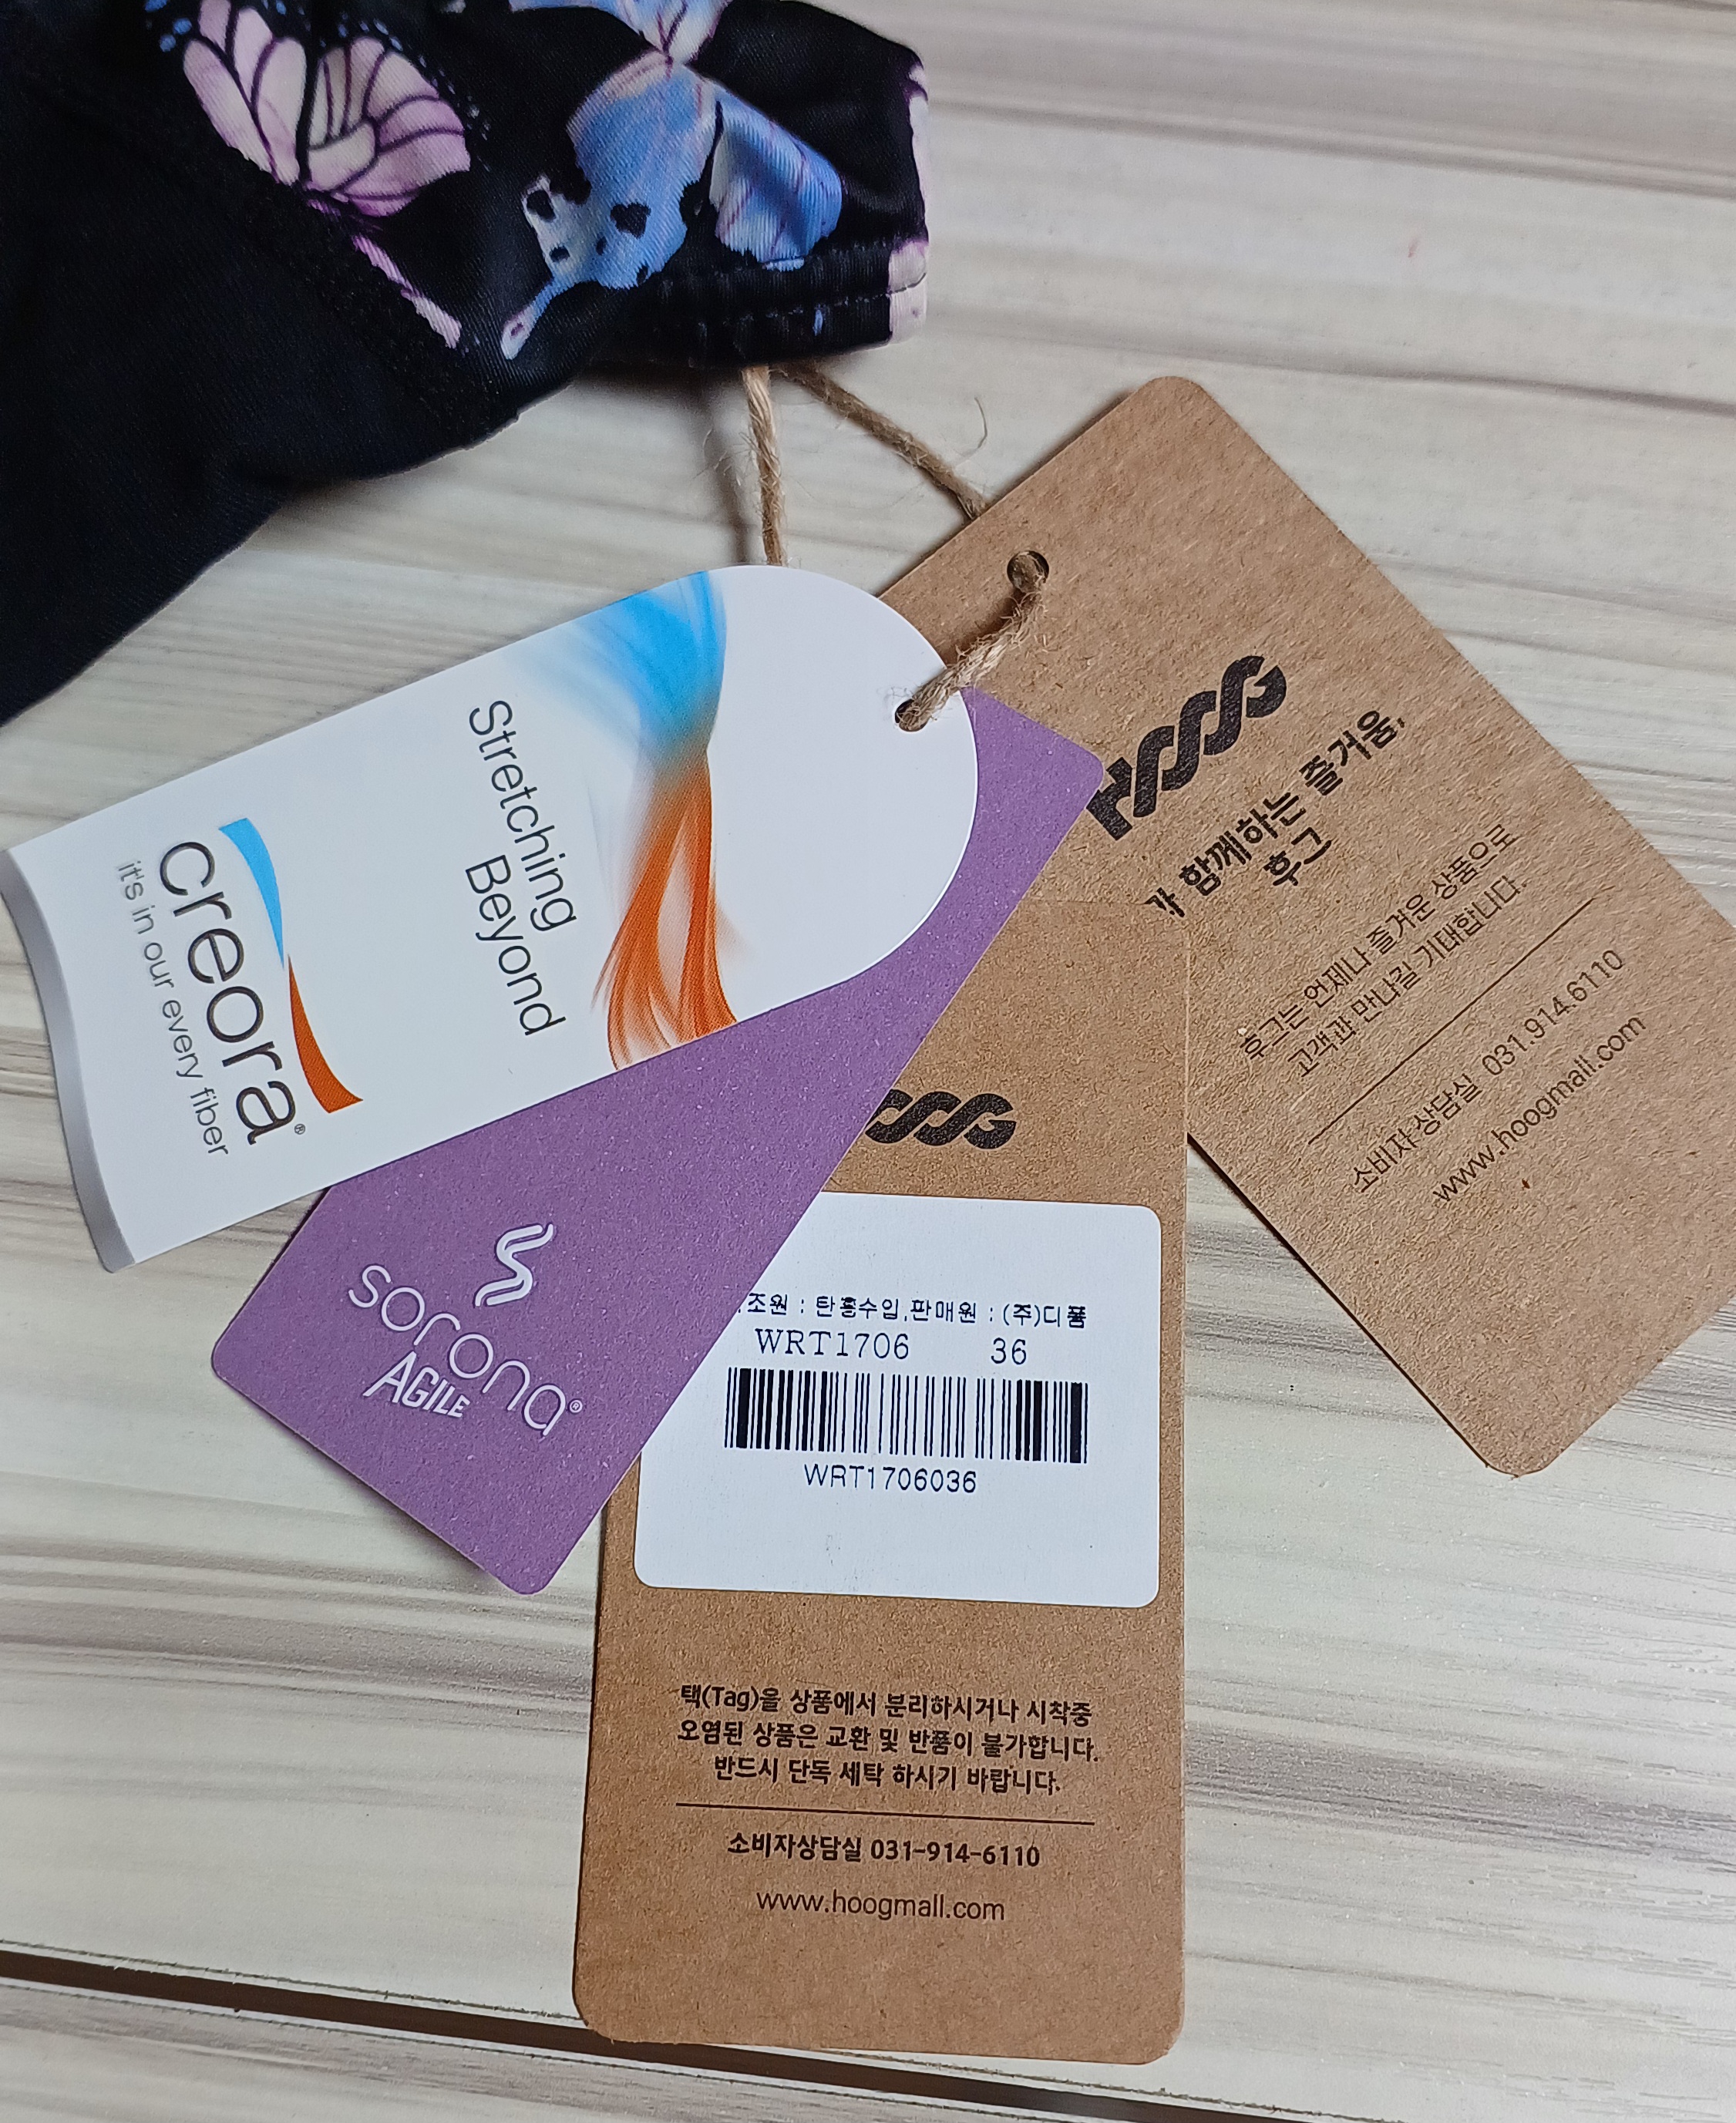 Stretching
Beyond
creora®
it's in our every fiber
sorona®
AGILE
HOOG
함께하는 즐거움,
후그
후그는 언제나 즐거운 상품으로
고객과 만나길 기대합니다.
소비자 상담실 031.914.6110
www.hoogmall.com
조원 : 탄홍수입,판매원 : (주)디폼
WRT1706 36
WRT1706036
택(Tag)을 상품에서 분리하시거나 시착중
오염된 상품은 교환 및 반품이 불가합니다.
반드시 단독 세탁 하시기 바랍니다.
소비자상담실 031-914-6110
www.hoogmall.com